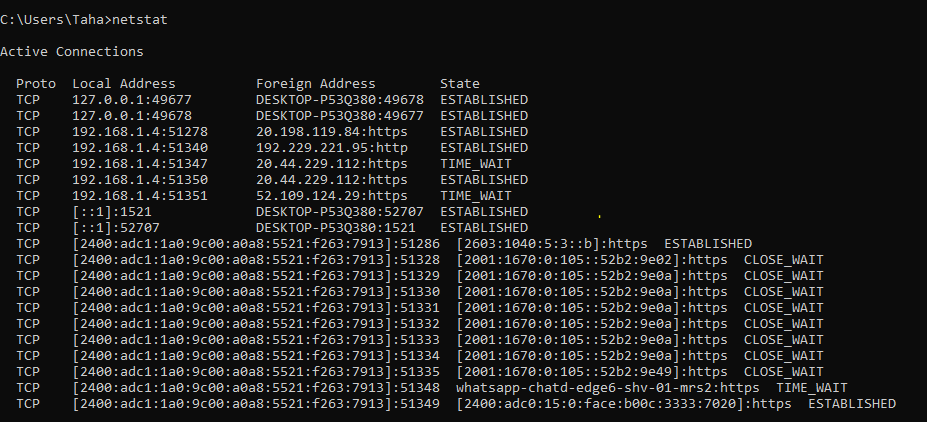 C:\Users\Taha>netstat
Active Connections
Proto Local Address Foreign Address State
TCP 127.0.0.1:49677 DESKTOP-P53Q380:49678 ESTABLISHED
TCP 127.0.0.1:49678 DESKTOP-P53Q380:49677 ESTABLISHED
TCP 192.168.1.4:51278 20.198.119.84:https ESTABLISHED
TCP 192.168.1.4:51340 192.229.221.95:http ESTABLISHED
TCP 192.168.1.4:51347 20.44.229.112:https TIME_WAIT
TCP 192.168.1.4:51350 20.44.229.112:https ESTABLISHED
TCP 192.168.1.4:51351 52.109.124.29:https TIME_WAIT
TCP [::1]:1521 DESKTOP-P53Q380:52707 ESTABLISHED
TCP [::1]:52707 DESKTOP-P53Q380:1521 ESTABLISHED
TCP [2400:adc1:1a0:9c00:a0a8:5521:f263:7913]:51286 [2603:1040:5:3::b]:https ESTABLISHED
TCP [2400:adc1:1a0:9c00:a0a8:5521:f263:7913]:51328 [2001:1670:0:105::52b2:9e02]:https CLOSE_WAIT
TCP [2400:adc1:1a0:9c00:a0a8:5521:f263:7913]:51329 [2001:1670:0:105::52b2:9e0a]:https CLOSE_WAIT
TCP [2400:adc1:1a0:9c00:a0a8:5521:f263:7913]:51330 [2001:1670:0:105::52b2:9e0a]:https CLOSE_WAIT
TCP [2400:adc1:1a0:9c00:a0a8:5521:f263:7913]:51331 [2001:1670:0:105::52b2:9e0a]:https CLOSE_WAIT
TCP [2400:adc1:1a0:9c00:a0a8:5521:f263:7913]:51332 [2001:1670:0:105::52b2:9e0a]:https CLOSE_WAIT
TCP [2400:adc1:1a0:9c00:a0a8:5521:f263:7913]:51333 [2001:1670:0:105::52b2:9e0a]:https CLOSE_WAIT
TCP [2400:adc1:1a0:9c00:a0a8:5521:f263:7913]:51334 [2001:1670:0:105::52b2:9e0a]:https CLOSE_WAIT
TCP [2400:adc1:1a0:9c00:a0a8:5521:f263:7913]:51335 [2001:1670:0:105::52b2:9e49]:https CLOSE_WAIT
TCP [2400:adc1:1a0:9c00:a0a8:5521:f263:7913]:51348 whatsapp-chatd-edge6-shv-01-mrs2:https TIME_WAIT
TCP [2400:adc1:1a0:9c00:a0a8:5521:f263:7913]:51349 [2400:adc0:15:0:face:b00c:3333:7020]:https ESTABLISHED